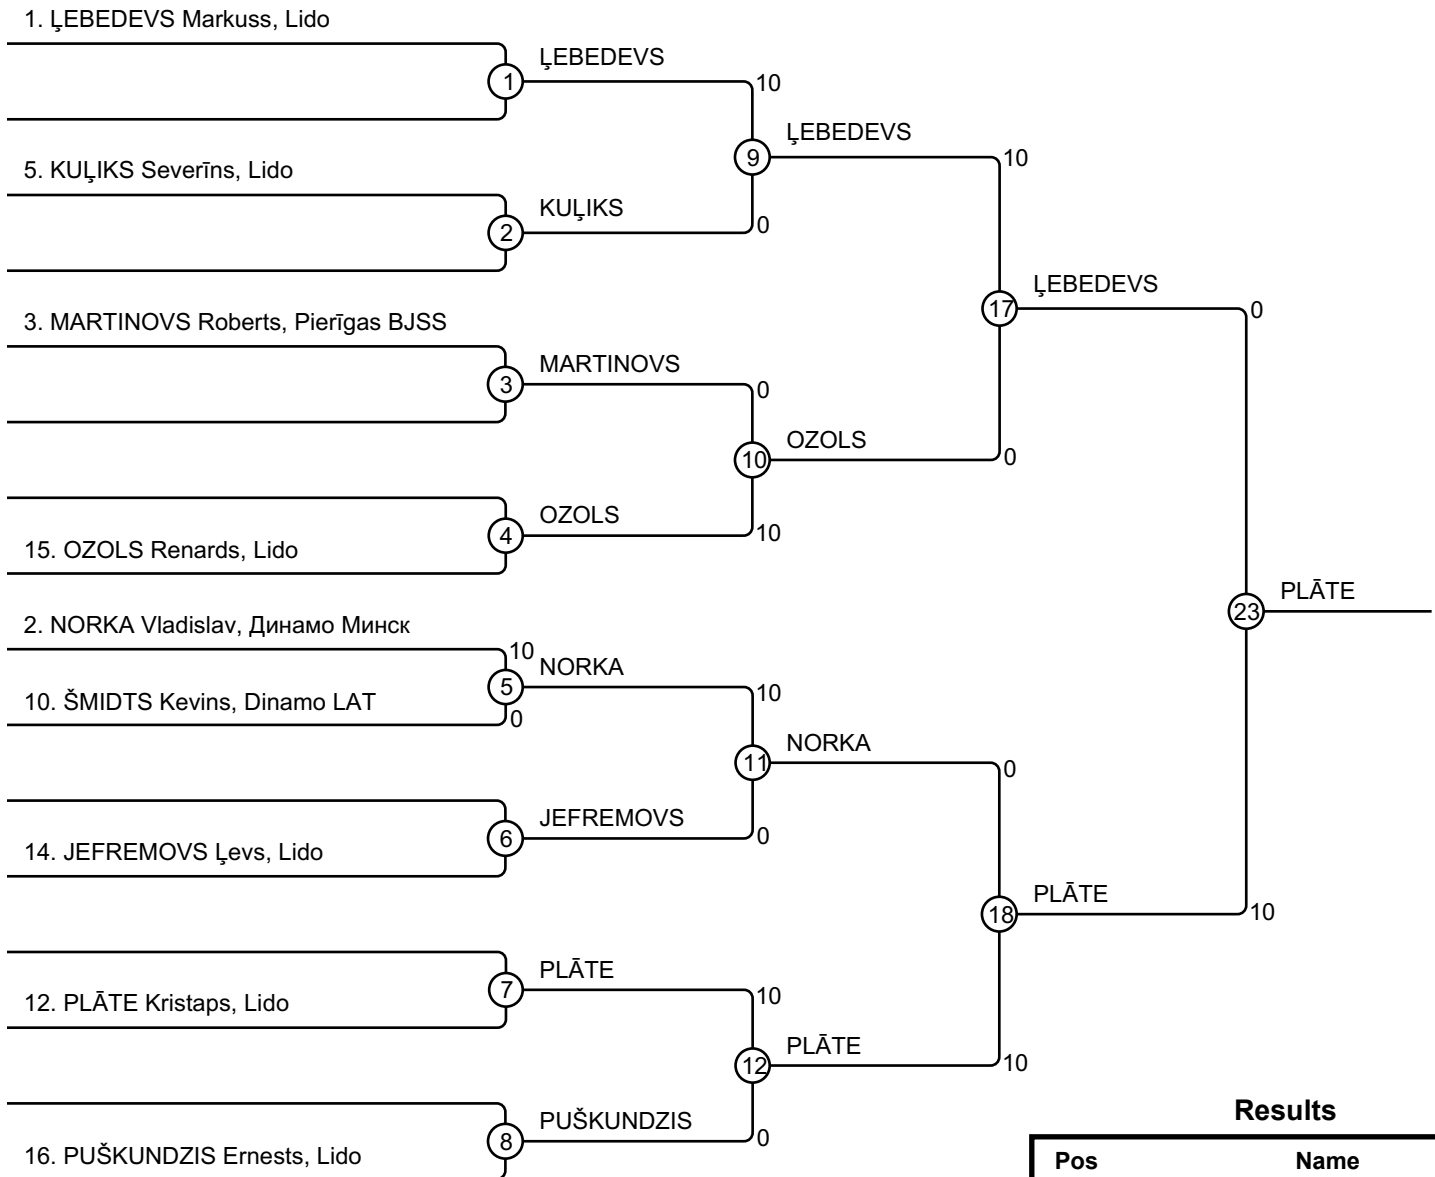 1. ĻEBEDEVS Markuss, Lido
ĻEBEDEVS
1
10
ĻEBEDEVS
9
10
5. KUĻIKS Severīns, Lido
KUĻIKS
2
0
ĻEBEDEVS
17
0
3. MARTINOVS Roberts, Pierīgas BJSS
MARTINOVS
3
0
OZOLS
10
0
OZOLS
4
10
15. OZOLS Renards, Lido
PLĀTE
23
2. NORKA Vladislav, Динамо Минск
10
NORKA
5
10
10. ŠMIDTS Kevins, Dinamo LAT
0
NORKA
11
0
JEFREMOVS
6
0
14. JEFREMOVS Ļevs, Lido
PLĀTE
18
10
PLĀTE
7
10
12. PLĀTE Kristaps, Lido
PLĀTE
12
10
PUŠKUNDZIS
8
0
16. PUŠKUNDZIS Ernests, Lido
Results
Pos Name